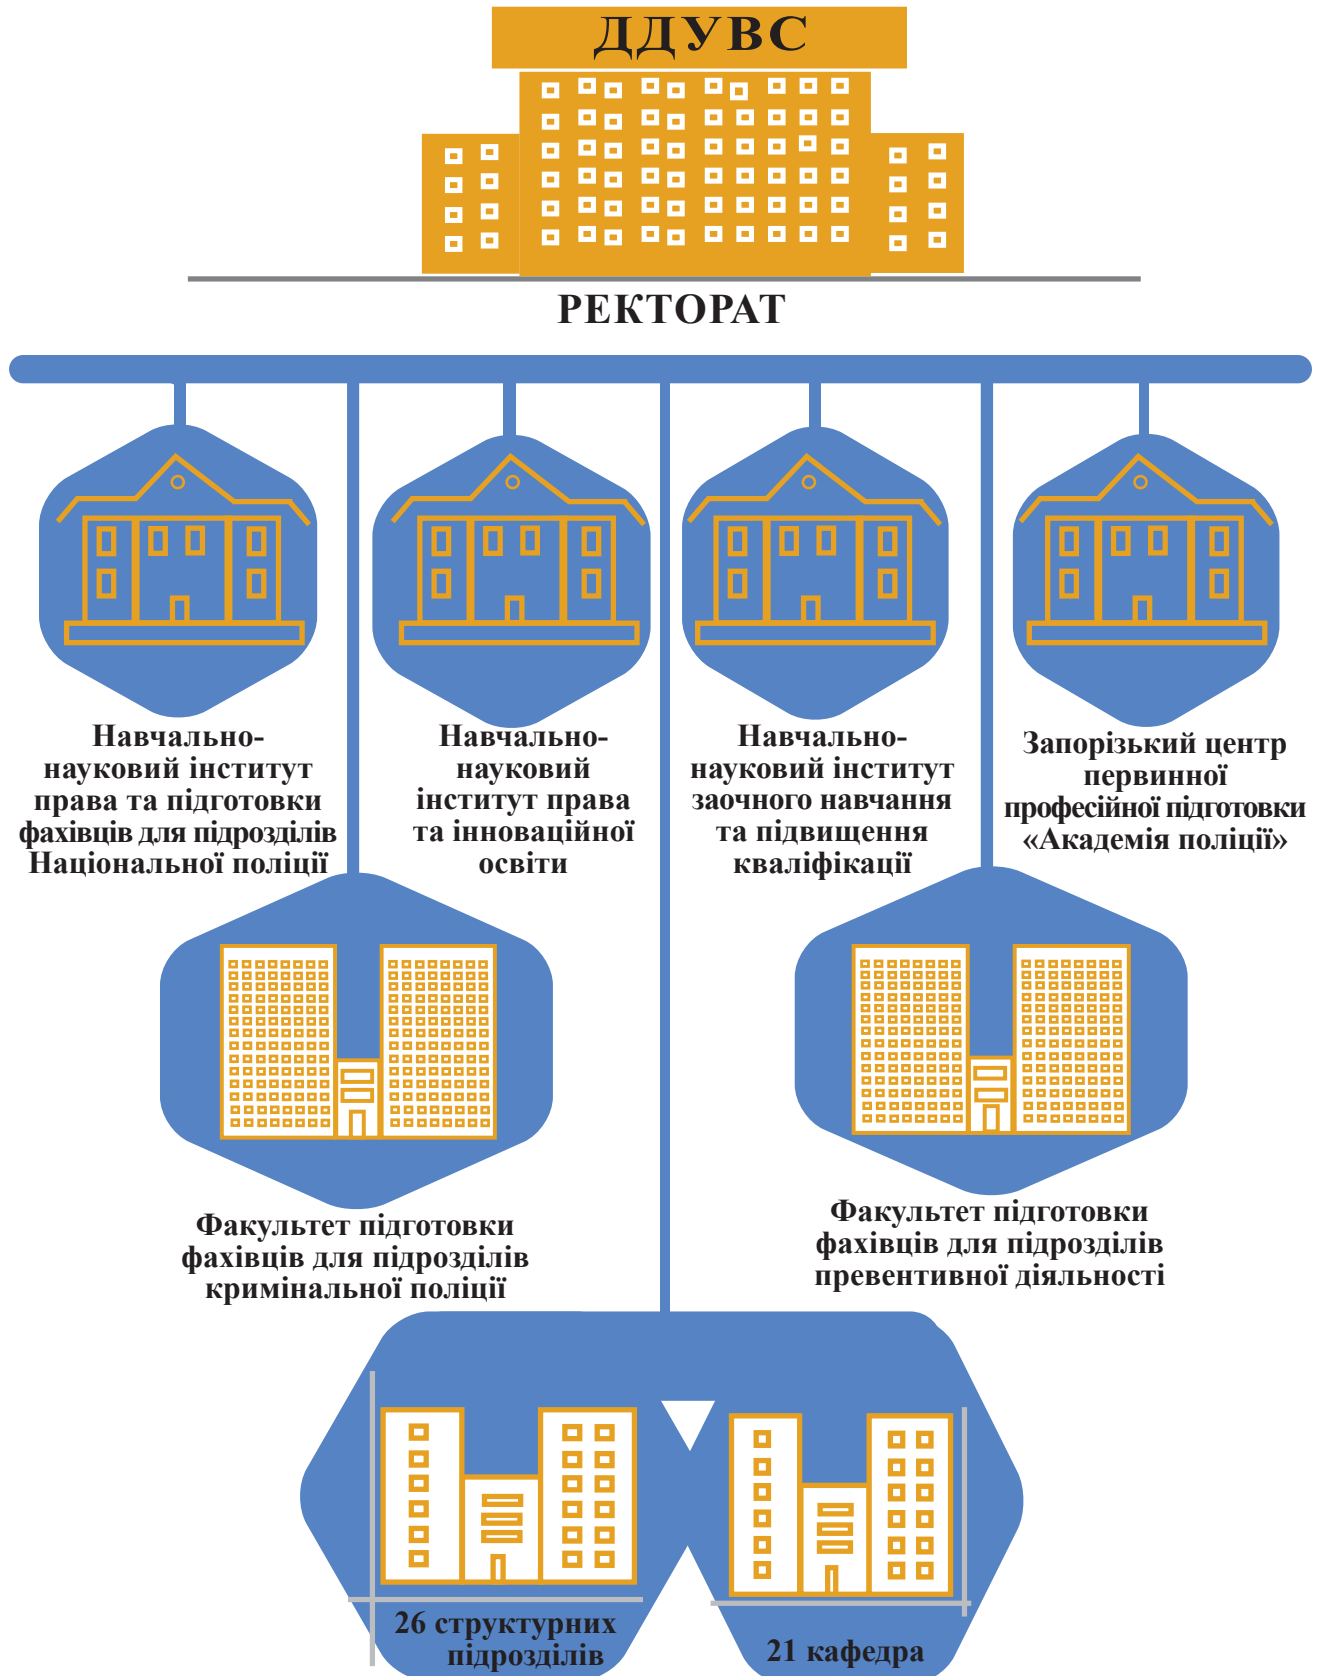 ДДУВС
РЕКТОРАТ
Навчально-
науковий інститут
права та підготовки
фахівців для підрозділів
Національної поліції
Навчально-
науковий
інститут права
та інноваційної
освіти
Навчально-
науковий інститут
заочного навчання
та підвищення
кваліфікації
Запорізький центр
первинної
професійної підготовки
«Академія поліції»
Факультет підготовки
фахівців для підрозділів
кримінальної поліції
Факультет підготовки
фахівців для підрозділів
превентивної діяльності
26 структурних
підрозділів
21 кафедра